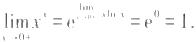 lim x^x = e^{lim x ln x} = e^0 = 1.
x→0+